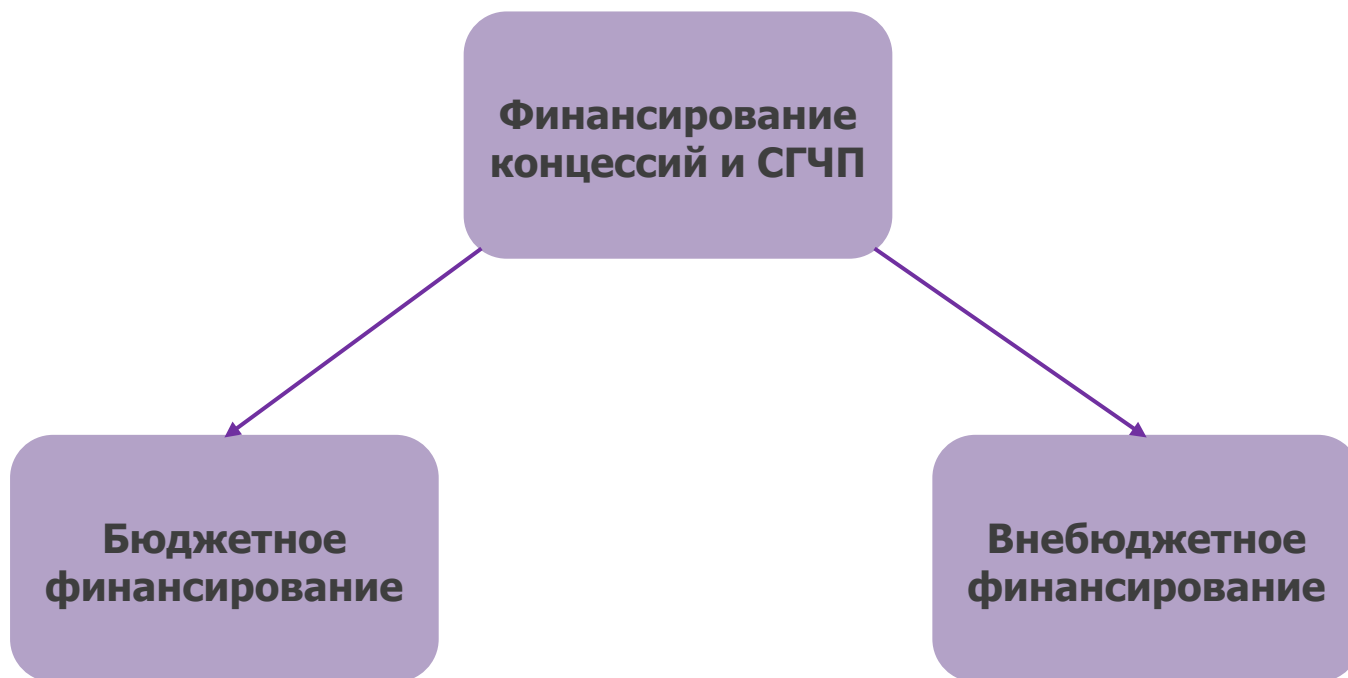 Финансирование
концессий и СГЧП
Бюджетное
финансирование
Внебюджетное
финансирование